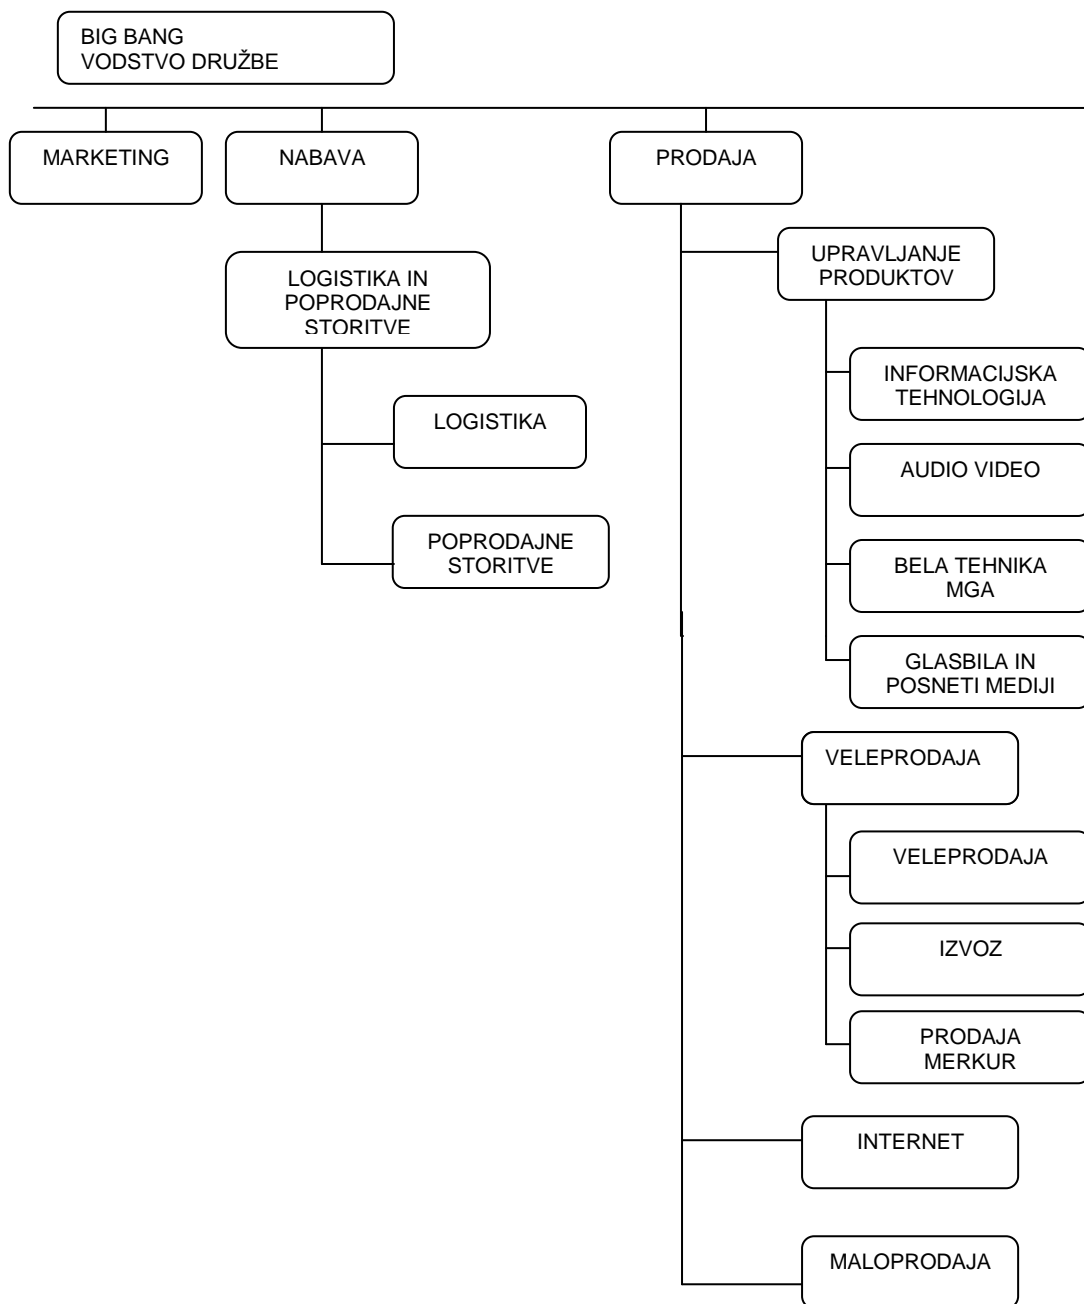 BIG BANG
VODSTVO DRUŽBE
MARKETING
NABAVA
PRODAJA
LOGISTIKA IN
POPRODAJNE
STORITVE
LOGISTIKA
POPRODAJNE
STORITVE
UPRAVLJANJE
PRODUKTOV
INFORMACIJSKA
TEHNOLOGIJA
AUDIO VIDEO
BELA TEHNIKA
MGA
GLASBILA IN
POSNETI MEDIJI
VELEPRODAJA
VELEPRODAJA
IZVOZ
PRODAJA
MERKUR
INTERNET
MALOPRODAJA